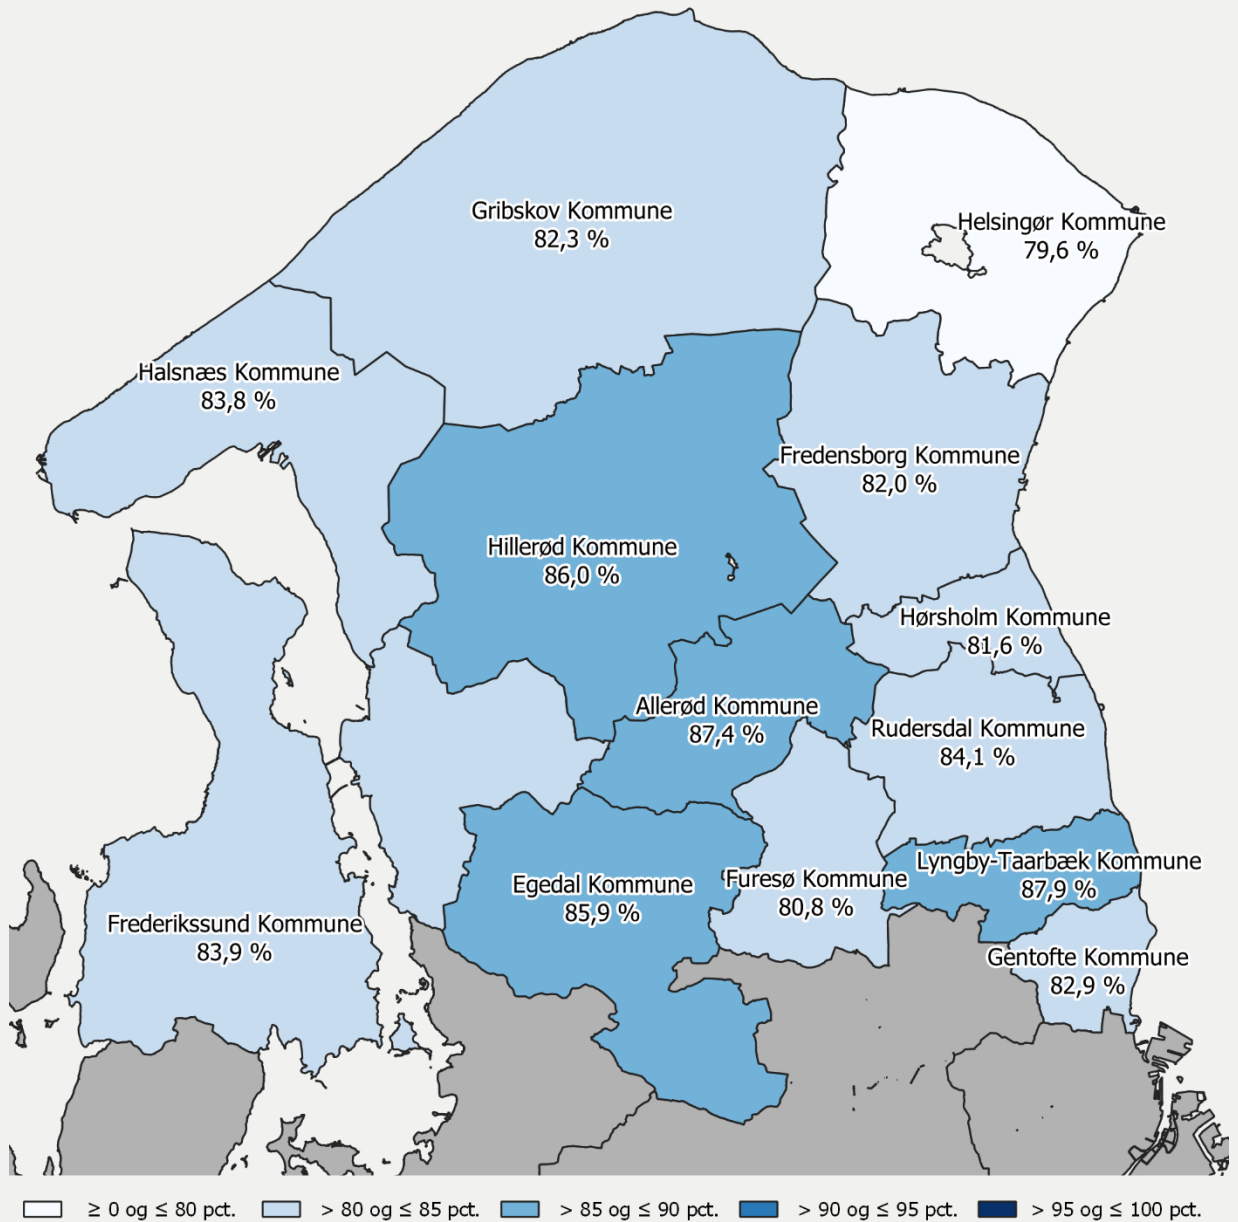 Gribskov Kommune
82,3 %
Helsingør Kommune
79,6 %
Halsnæs Kommune
83,8 %
Fredensborg Kommune
82,0 %
Hillerød Kommune
86,0 %
Hørsholm Kommune
81,6 %
Allerød Kommune
87,4 %
Rudersdal Kommune
84,1 %
Lyngby-Taarbæk Kommune
87,9 %
Egedal Kommune
85,9 %
Furesø Kommune
80,8 %
Frederikssund Kommune
83,9 %
Gentofte Kommune
82,9 %
≥ 0 og ≤ 80 pct.
> 80 og ≤ 85 pct.
> 85 og ≤ 90 pct.
> 90 og ≤ 95 pct.
> 95 og ≤ 100 pct.